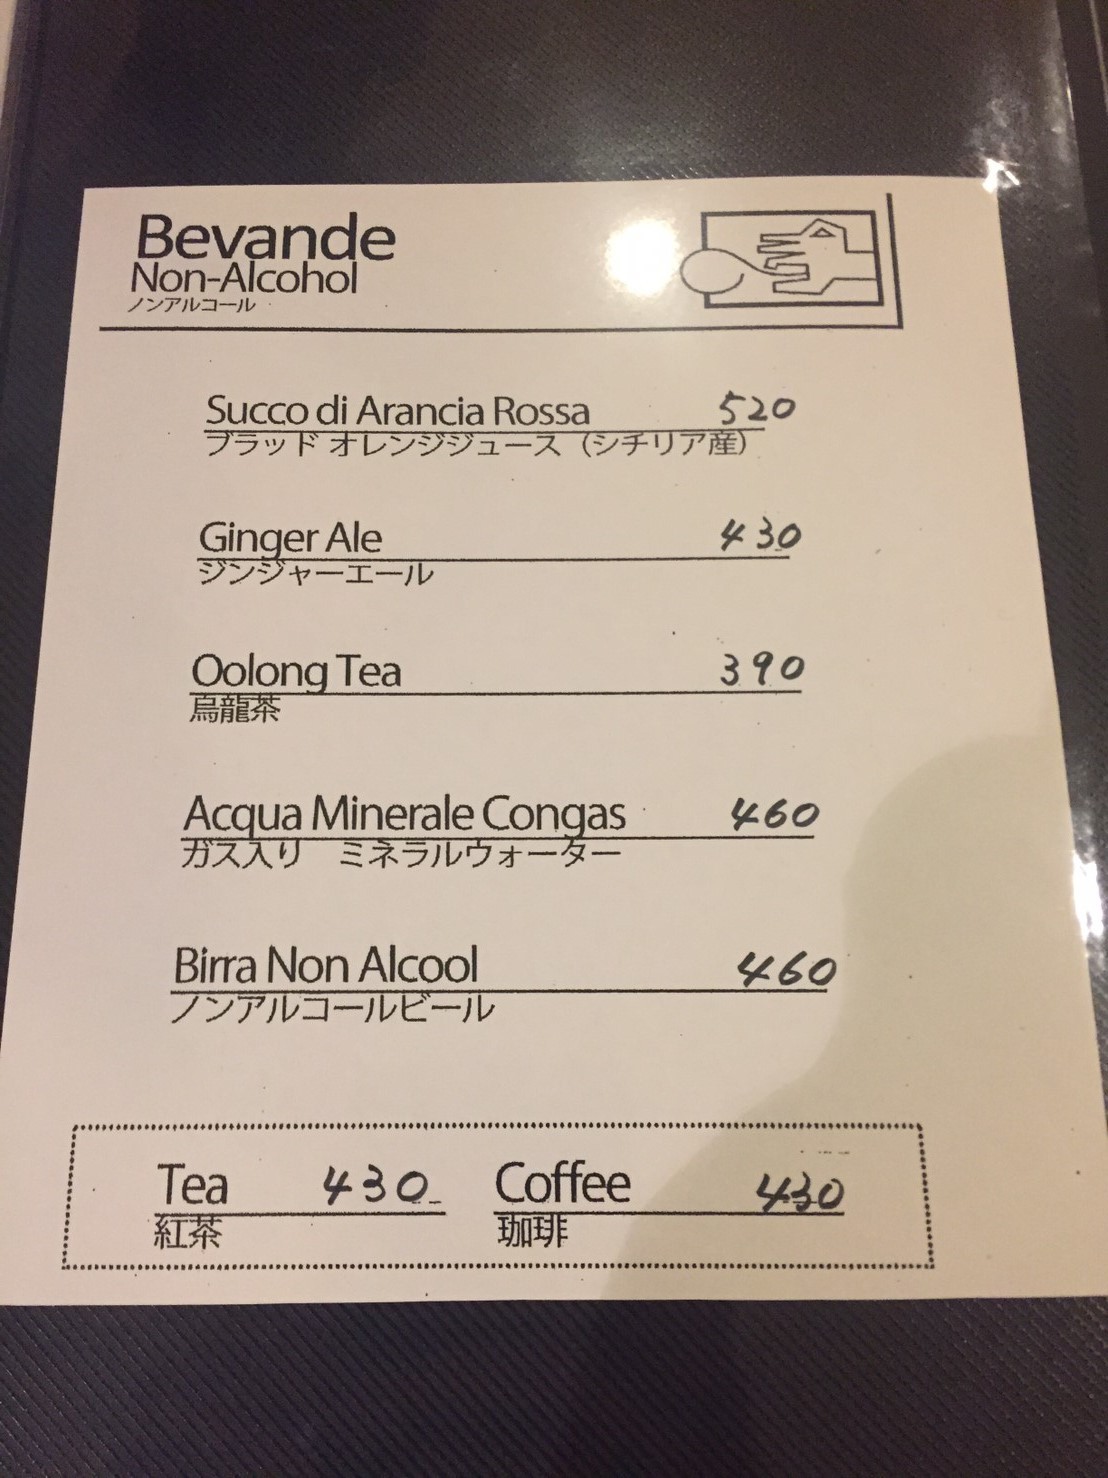 Bevande
Non-Alcohol
ノンアルコール
Succo di Arancia Rossa 520
ブラッド オレンジジュース（シチリア産）
Ginger Ale 430
ジンジャーエール
Oolong Tea 390
烏龍茶
Acqua Minerale Congas 460
ガス入り　ミネラルウォーター
Birra Non Alcool 460
ノンアルコールビール
Tea 430 Coffee 430
紅茶 珈琲